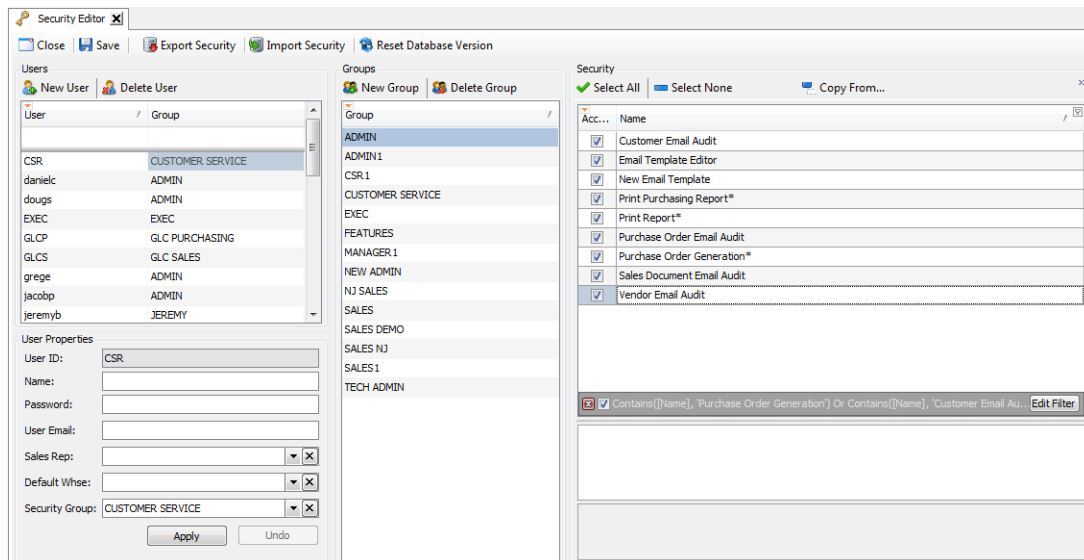 Security Editor
Close Save Export Security Import Security Reset Database Version
Users
New User Delete User
User Group
CSR CUSTOMER SERVICE
danielc ADMIN
dougs ADMIN
EXEC EXEC
GLCP GLC PURCHASING
GLCS GLC SALES
grege ADMIN
jacobp ADMIN
jeremyb JEREMY
User Properties
User ID: CSR
Name:
Password:
User Email:
Sales Rep:
Default Whse:
Security Group: CUSTOMER SERVICE
Apply Undo
Groups
New Group Delete Group
Group
ADMIN
ADMIN1
CSR1
CUSTOMER SERVICE
EXEC
FEATURES
MANAGER1
NEW ADMIN
NJ SALES
SALES
SALES DEMO
SALES NJ
SALES1
TECH ADMIN
Security
Select All Select None Copy From...
Acc... Name
Customer Email Audit
Email Template Editor
New Email Template
Print Purchasing Report*
Print Report*
Purchase Order Email Audit
Purchase Order Generation*
Sales Document Email Audit
Vendor Email Audit
Contains([Name], 'Purchase Order Generation') Or Contains([Name], 'Customer Email Au... Edit Filter